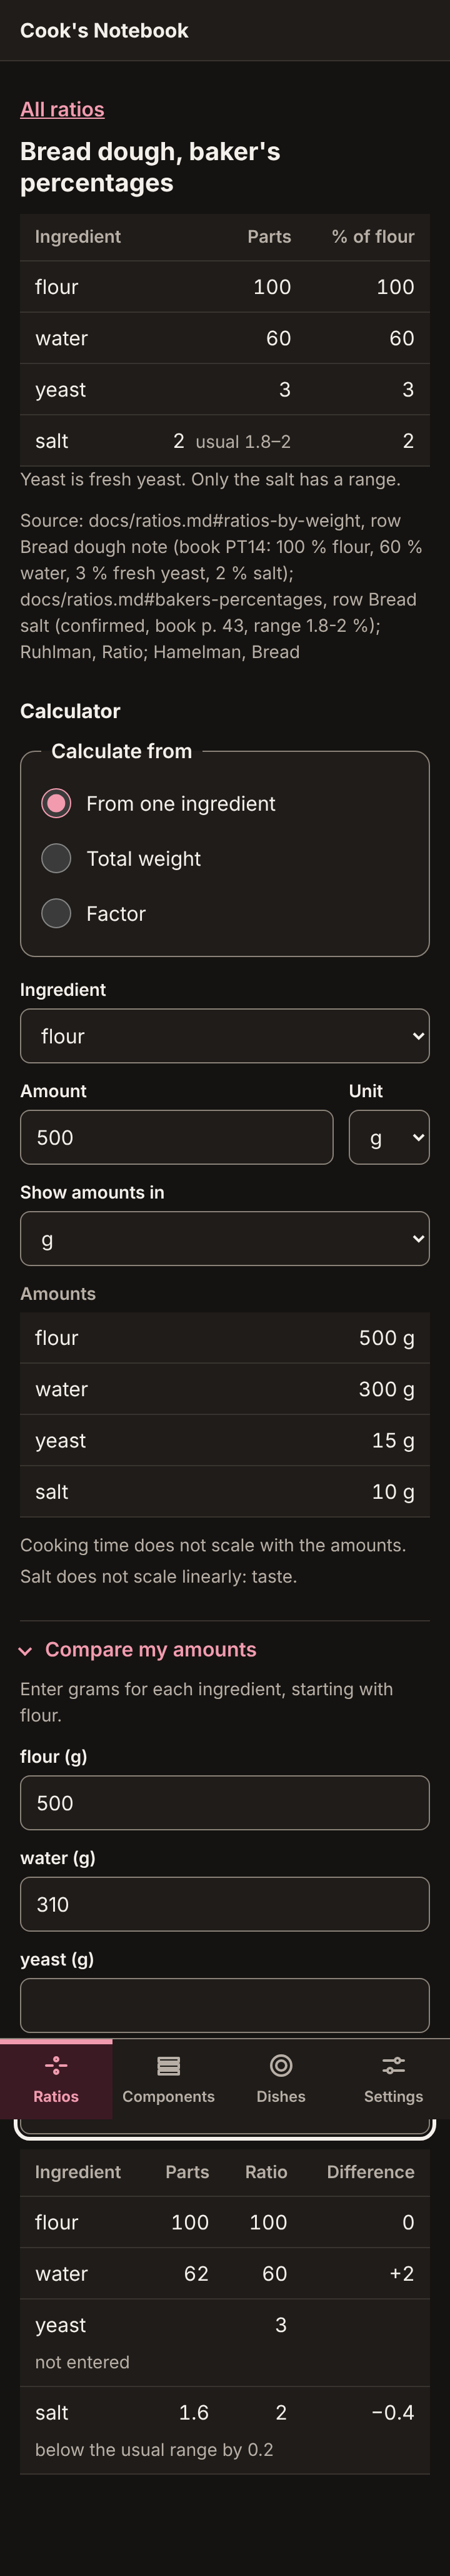 Cook's Notebook
All ratios
Bread dough, baker's
percentages
Ingredient Parts % of flour
flour 100 100
water 60 60
yeast 3 3
salt 2 usual 1.8–2 2
Yeast is fresh yeast. Only the salt has a range.
Source: docs/ratios.md#ratios-by-weight, row
Bread dough note (book PT14: 100 % flour, 60 %
water, 3 % fresh yeast, 2 % salt);
docs/ratios.md#bakers-percentages, row Bread
salt (confirmed, book p. 43, range 1.8-2 %);
Ruhlman, Ratio; Hamelman, Bread
Calculator
Calculate from
From one ingredient
Total weight
Factor
Ingredient
flour
Amount Unit
500 g
Show amounts in
g
Amounts
flour 500 g
water 300 g
yeast 15 g
salt 10 g
Cooking time does not scale with the amounts.
Salt does not scale linearly: taste.
Compare my amounts
Enter grams for each ingredient, starting with
flour.
flour (g)
500
water (g)
310
yeast (g)
Ratios Components Dishes Settings
Ingredient Parts Ratio Difference
flour 100 100 0
water 62 60 +2
yeast 3
not entered
salt 1.6 2 −0.4
below the usual range by 0.2